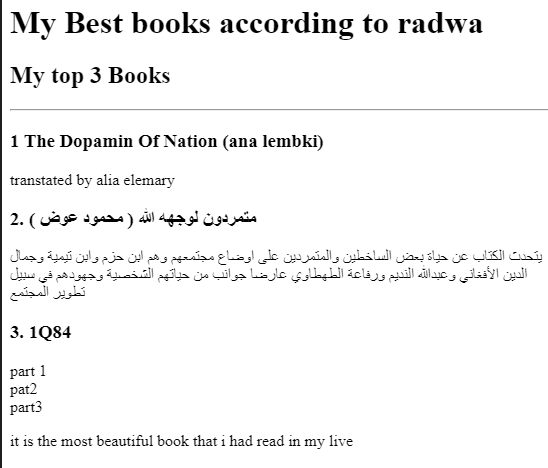 My Best books according to radwa
My top 3 Books
1 The Dopamin Of Nation (ana lembki)
transtated by alia elemary
2. متمردون لوجهه الله ( محمود عوض )
يتحدث الكتاب عن حياة بعض الساخطين والمتمردين على اوضاع مجتمعهم وهم ابن حزم وابن تيمية وجمال
الدين الأفغاني وعبدالله النديم ورفاعة الطهطاوي عارضا جوانب من حياتهم الشخصية وجهودهم في سبيل
تطوير المجتمع
3. 1Q84
part 1
pat2
part3
it is the most beautiful book that i had read in my live